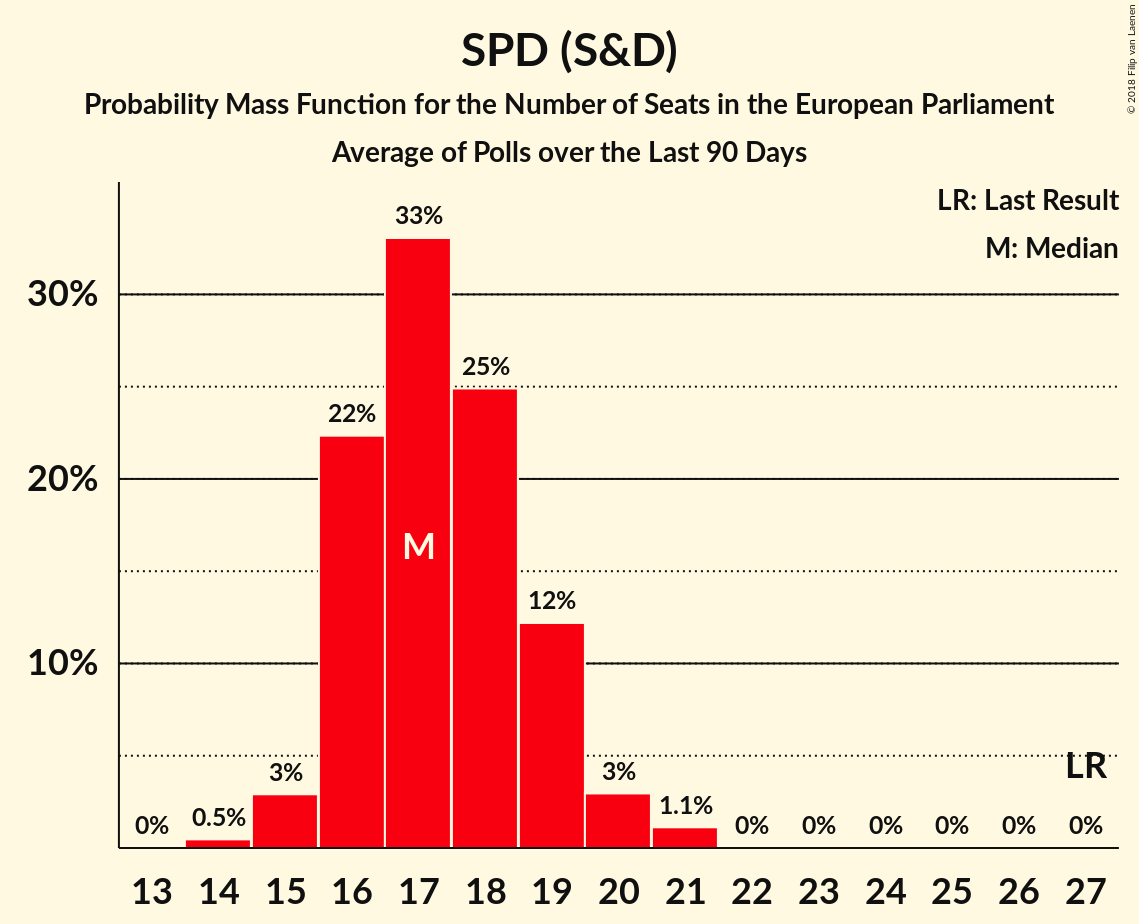 SPD (S&D)
Probability Mass Function for the Number of Seats in the European Parliament
Average of Polls over the Last 90 Days
© 2018 Filip van Laenen
LR: Last Result
M: Median
33%
30%
25%
22%
20%
M
12%
10%
LR
3%
3%
1.1%
0.5%
0%
0%
0%
0%
0%
0%
0%
13 14 15 16 17 18 19 20 21 22 23 24 25 26 27